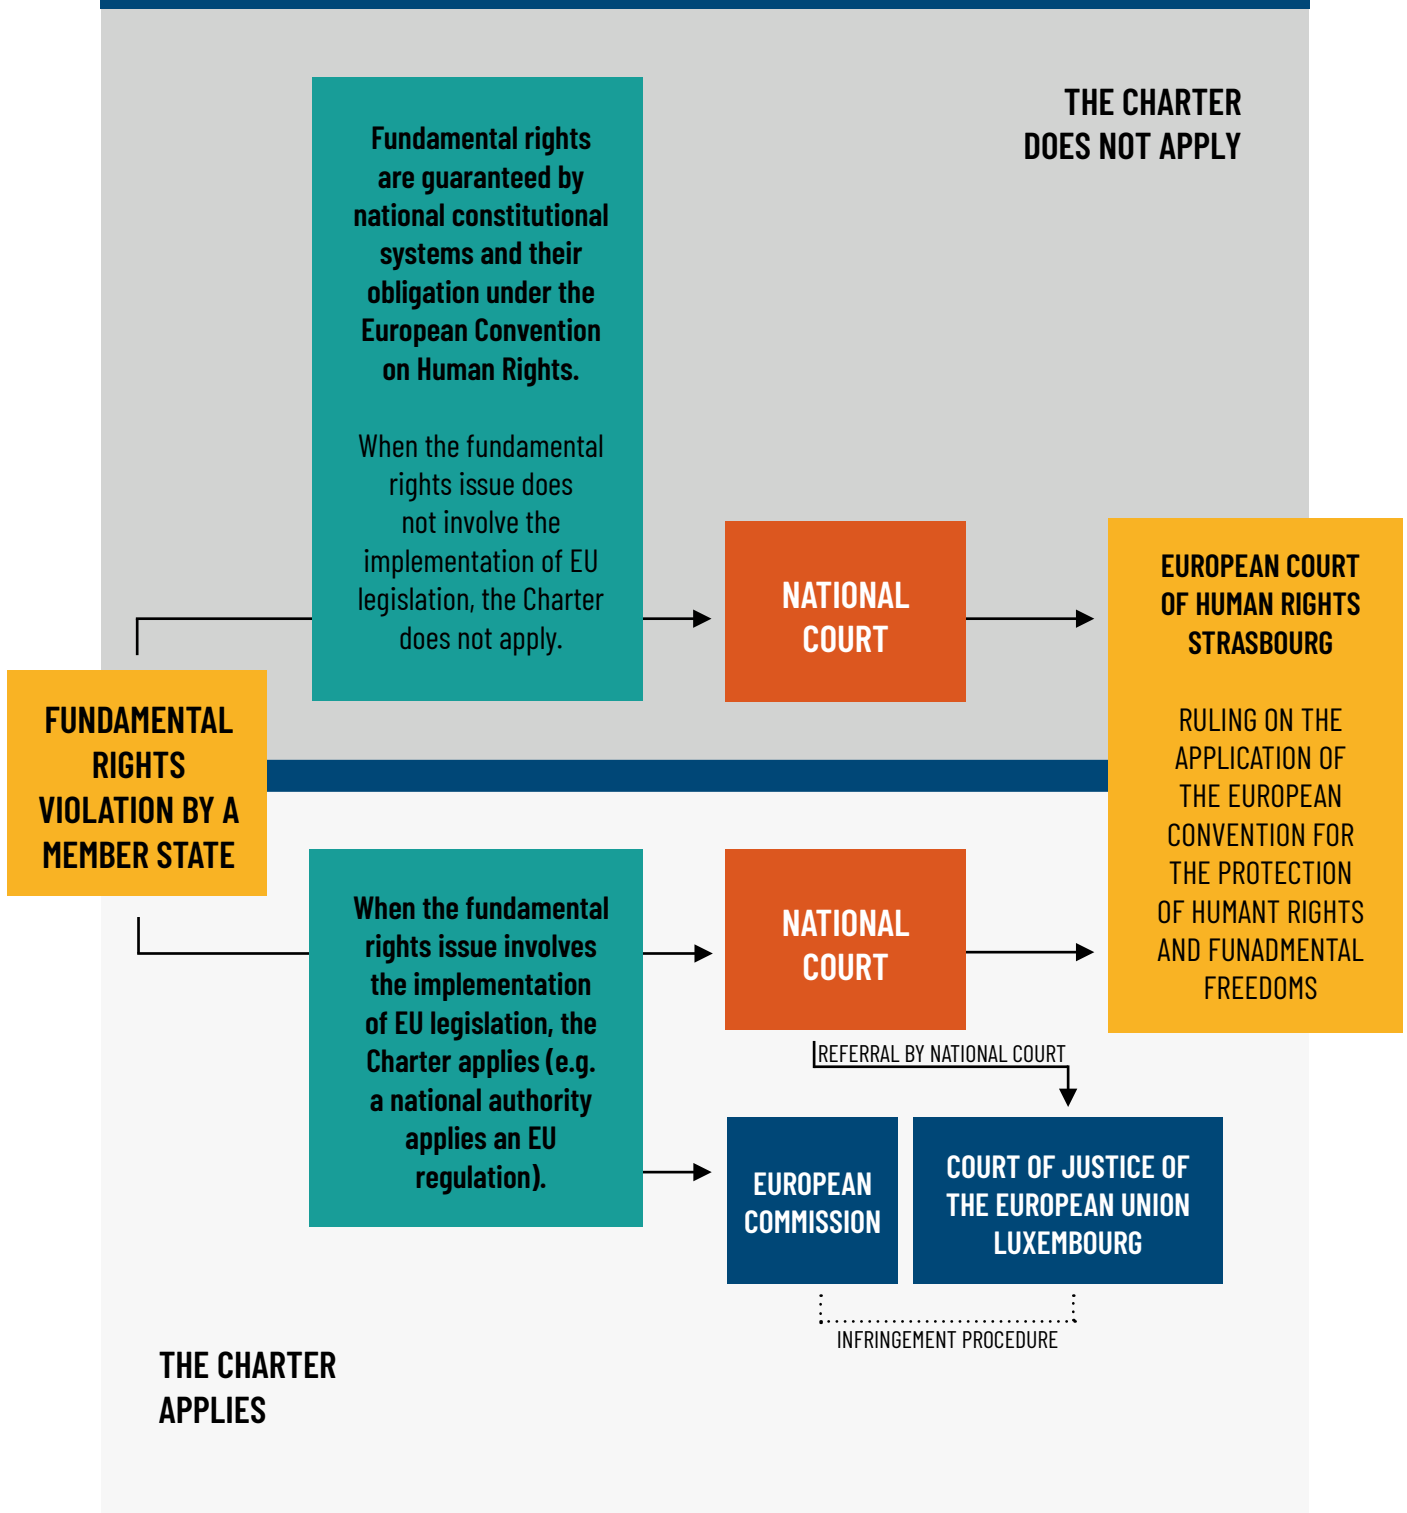 THE CHARTER
DOES NOT APPLY
Fundamental rights
are guaranteed by
national constitutional
systems and their
obligation under the
European Convention
on Human Rights.
When the fundamental
rights issue does
not involve the
implementation of EU
legislation, the Charter
does not apply.
NATIONAL
COURT
EUROPEAN COURT
OF HUMAN RIGHTS
STRASBOURG
RULING ON THE
APPLICATION OF
THE EUROPEAN
CONVENTION FOR
THE PROTECTION
OF HUMANT RIGHTS
AND FUNADMENTAL
FREEDOMS
FUNDAMENTAL
RIGHTS
VIOLATION BY A
MEMBER STATE
When the fundamental
rights issue involves
the implementation
of EU legislation, the
Charter applies (e.g.
a national authority
applies an EU
regulation).
NATIONAL
COURT
REFERRAL BY NATIONAL COURT
EUROPEAN
COMMISSION
COURT OF JUSTICE OF
THE EUROPEAN UNION
LUXEMBOURG
INFRINGEMENT PROCEDURE
THE CHARTER
APPLIES